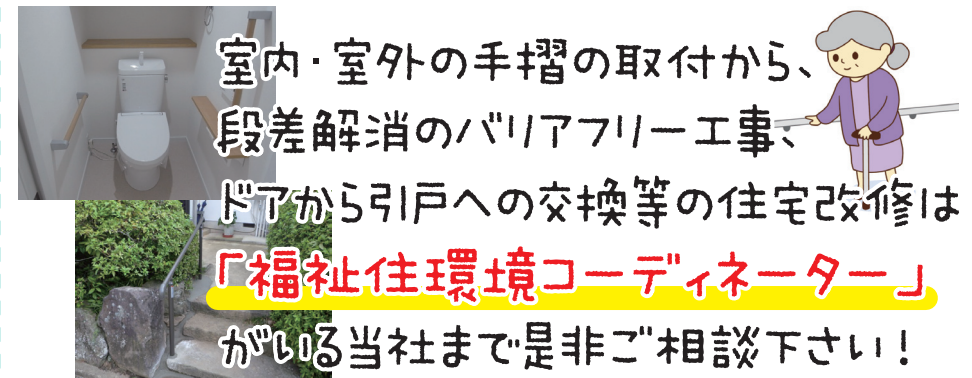 室内・室外の手摺の取付から、
段差解消のバリアフリー工事、
ドアから引戸への交換等の住宅改修は
「福祉住環境コーディネーター」
がいる当社まで是非ご相談下さい！